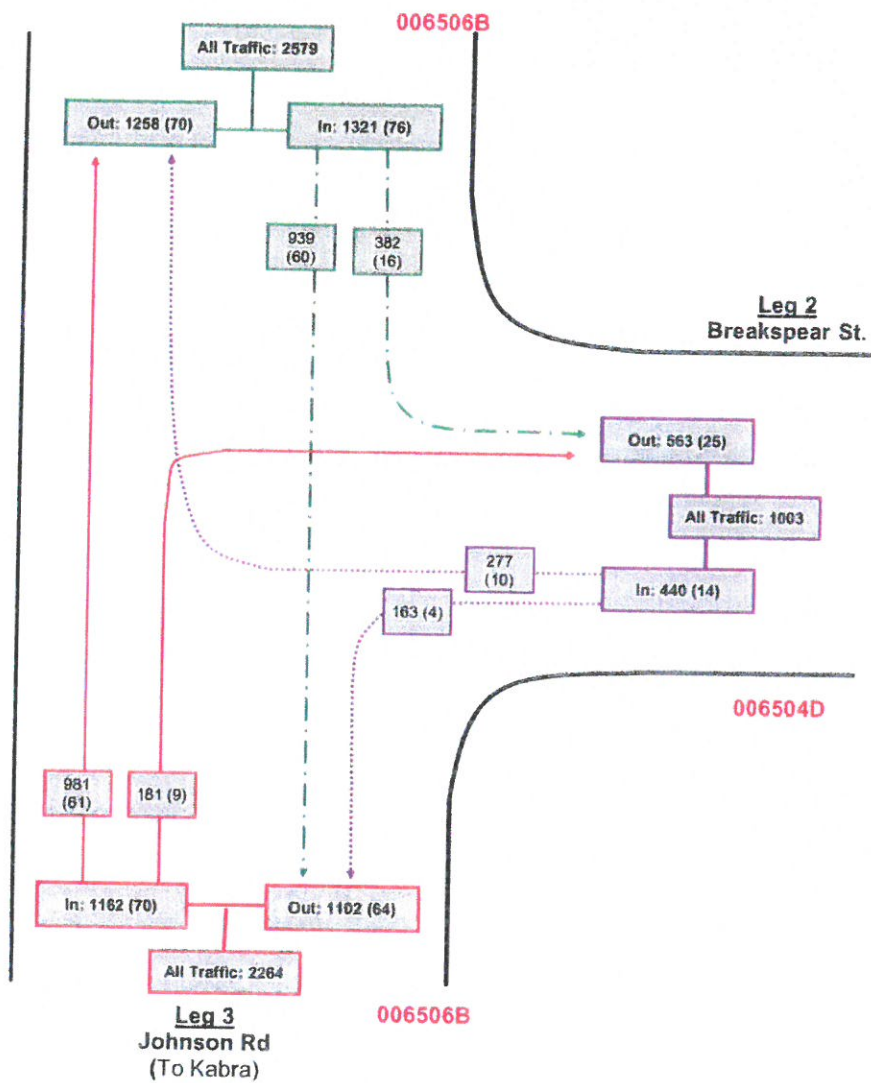 006506B
All Traffic: 2579
Out: 1258 (70)
In: 1321 (76)
939
(60)
382
(16)
Leg 2
Breakspear St.
Out: 563 (25)
All Traffic: 1003
277
(10)
In: 440 (14)
163 (4)
006504D
981
(61)
181 (9)
In: 1162 (70)
Out: 1102 (64)
All Traffic: 2264
Leg 3
Johnson Rd
(To Kabra)
006506B